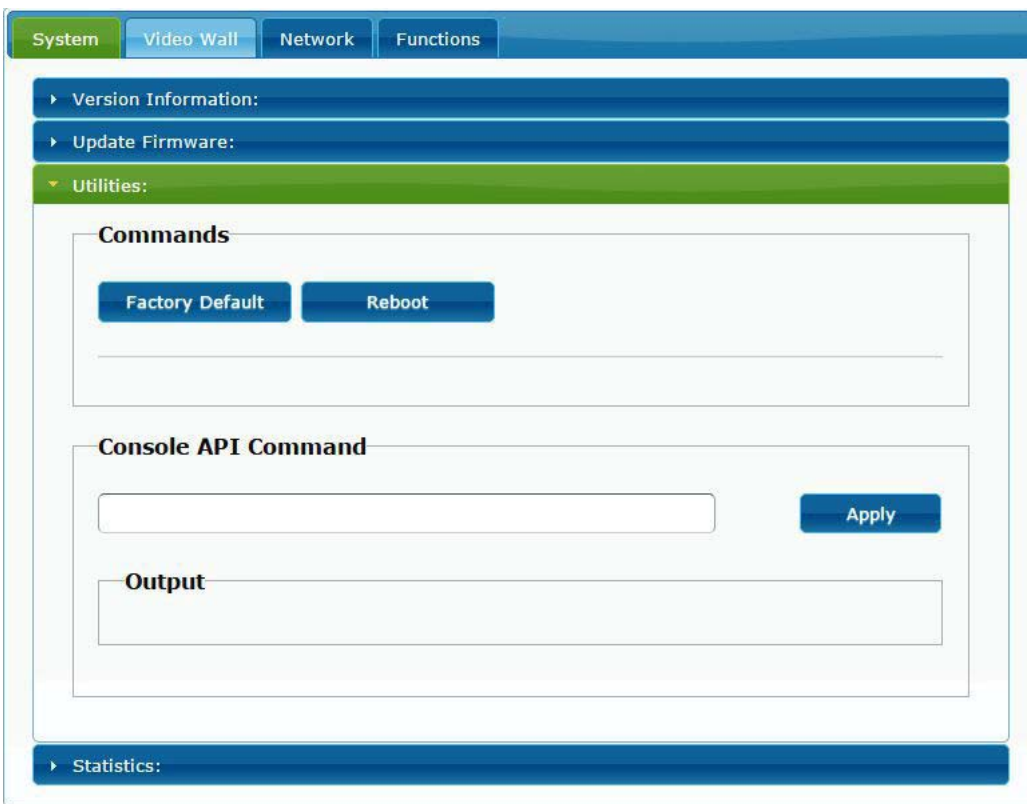 System Video Wall Network Functions
Version Information:
Update Firmware:
Utilities:
Commands
Factory Default Reboot
Console API Command
Apply
Output
Statistics: